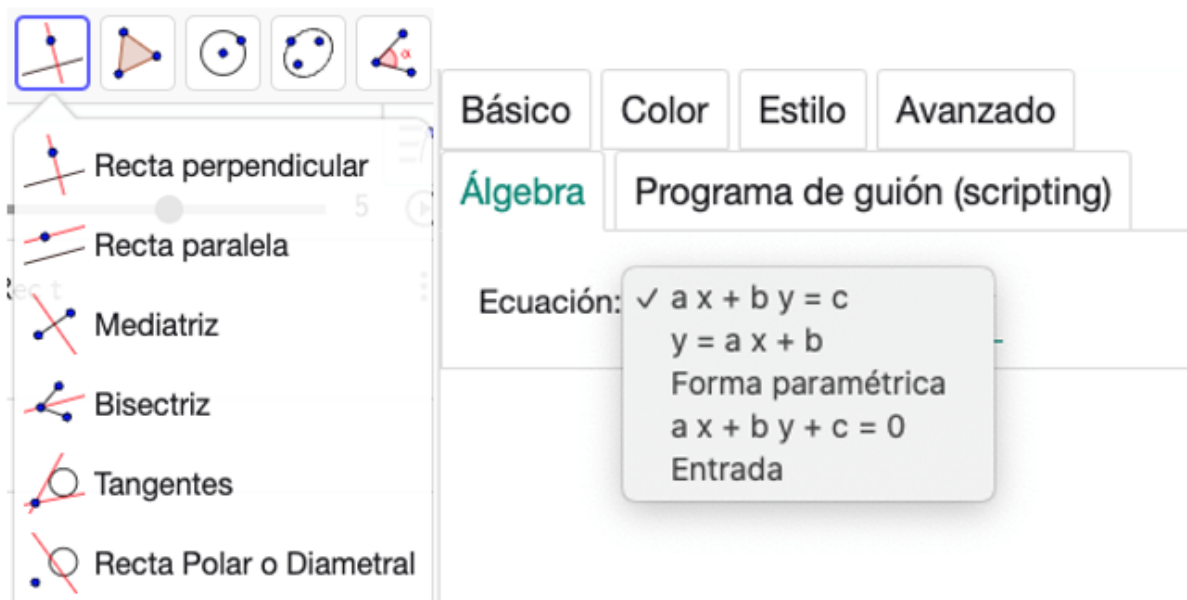 α
Recta perpendicular
5
Recta paralela
Mediatriz
Bisectriz
Tangentes
Recta Polar o Diametral
Básico
Color
Estilo
Avanzado
Álgebra
Programa de guión (scripting)
Ecuación:
✓ a x + b y = c
y = a x + b
Forma paramétrica
a x + b y + c = 0
Entrada